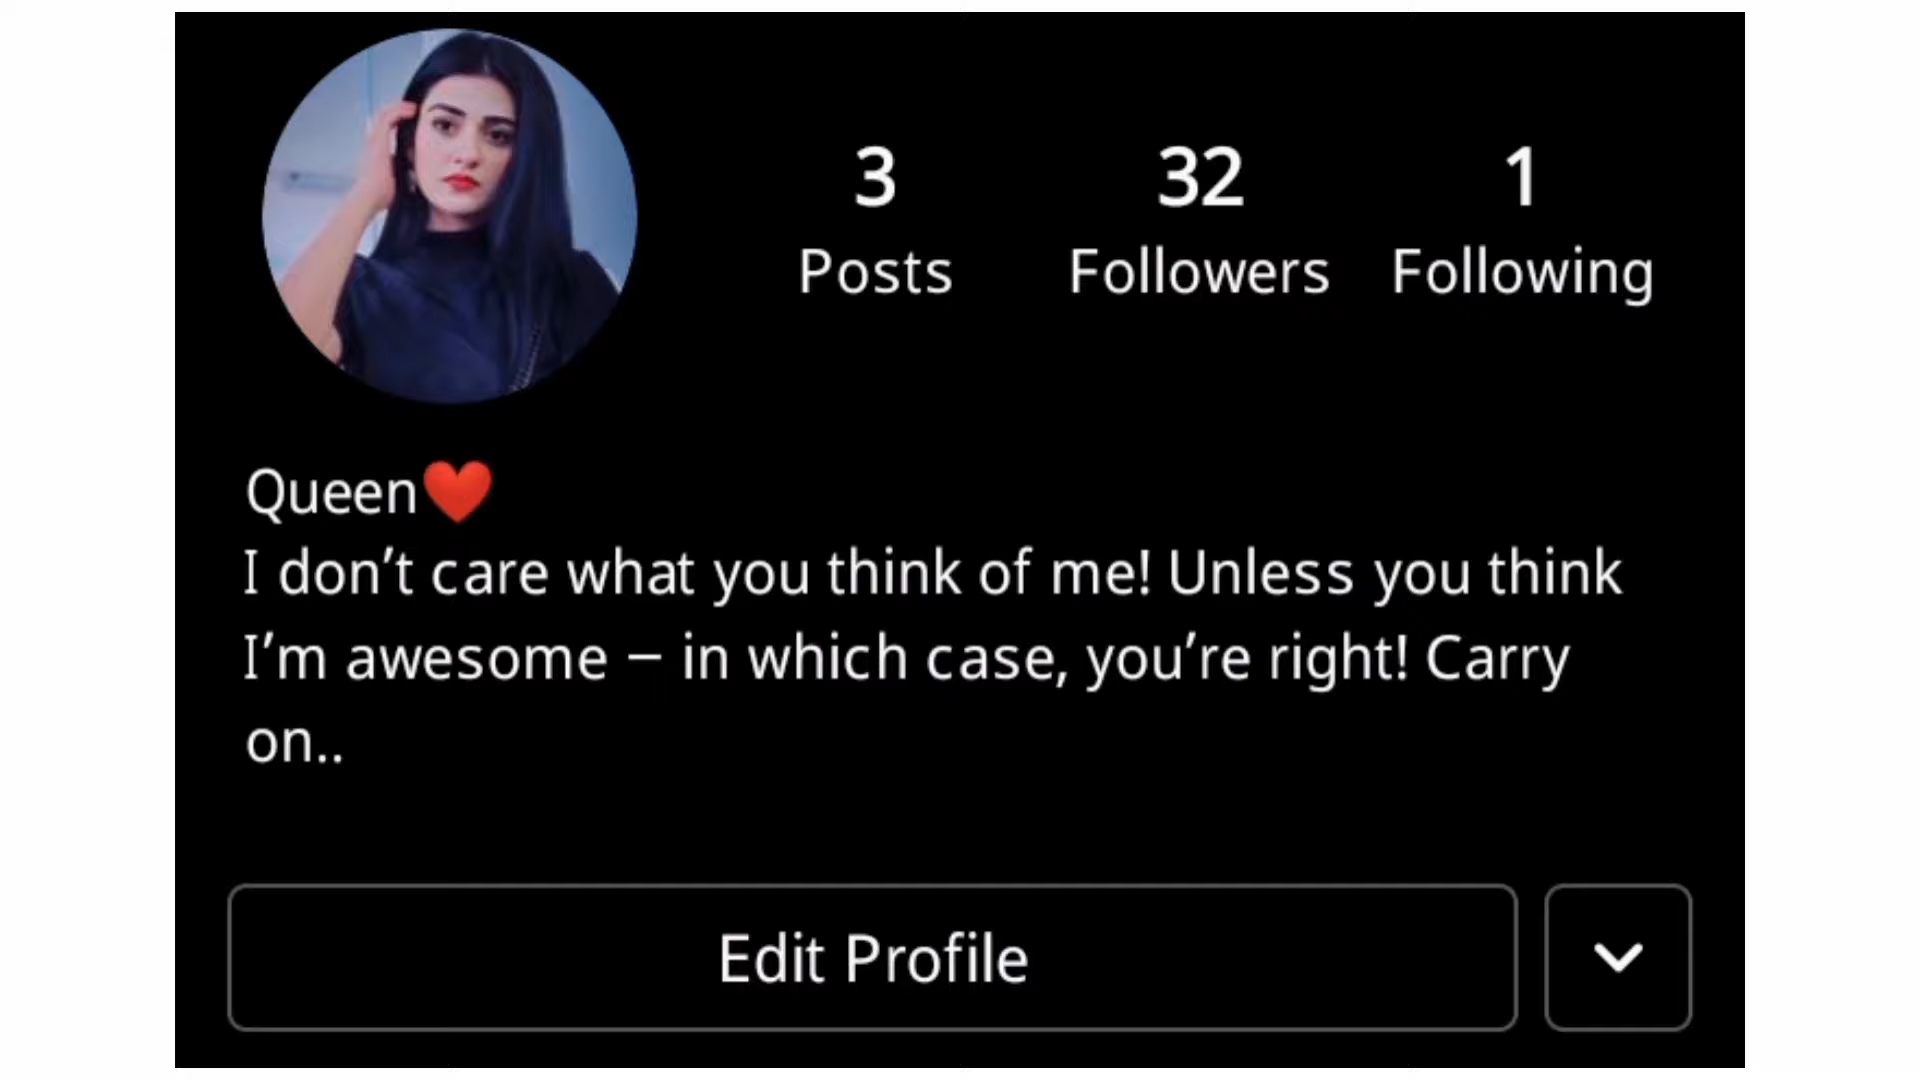 3 32 1
Posts Followers Following
Queen❤️
I don’t care what you think of me! Unless you think
I’m awesome – in which case, you’re right! Carry
on..
Edit Profile